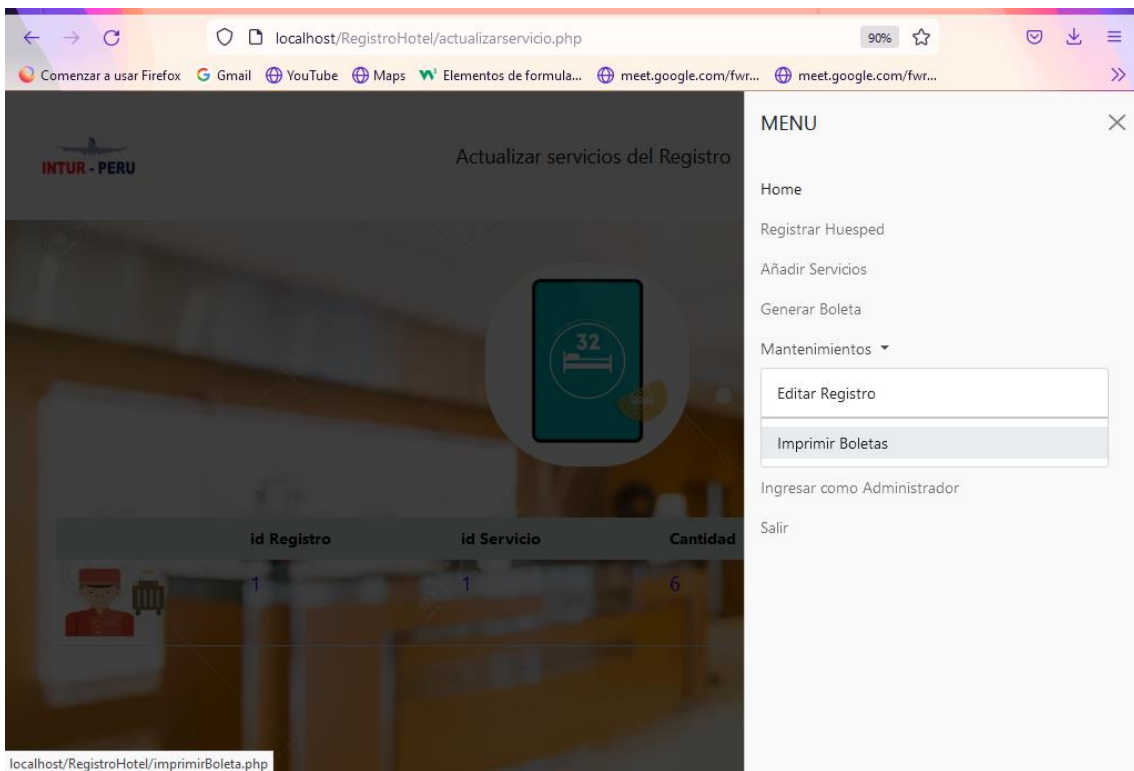 localhost/RegistroHotel/actualizarservicio.php
90%
Comenzar a usar Firefox Gmail YouTube Maps Elementos de formula... meet.google.com/fwr... meet.google.com/fwr...
INTUR - PERU
Actualizar servicios del Registro
32
id Registro id Servicio Cantidad
1 1 6
MENU
Home
Registrar Huesped
Añadir Servicios
Generar Boleta
Mantenimientos
Editar Registro
Imprimir Boletas
Ingresar como Administrador
Salir
localhost/RegistroHotel/imprimirBoleta.php